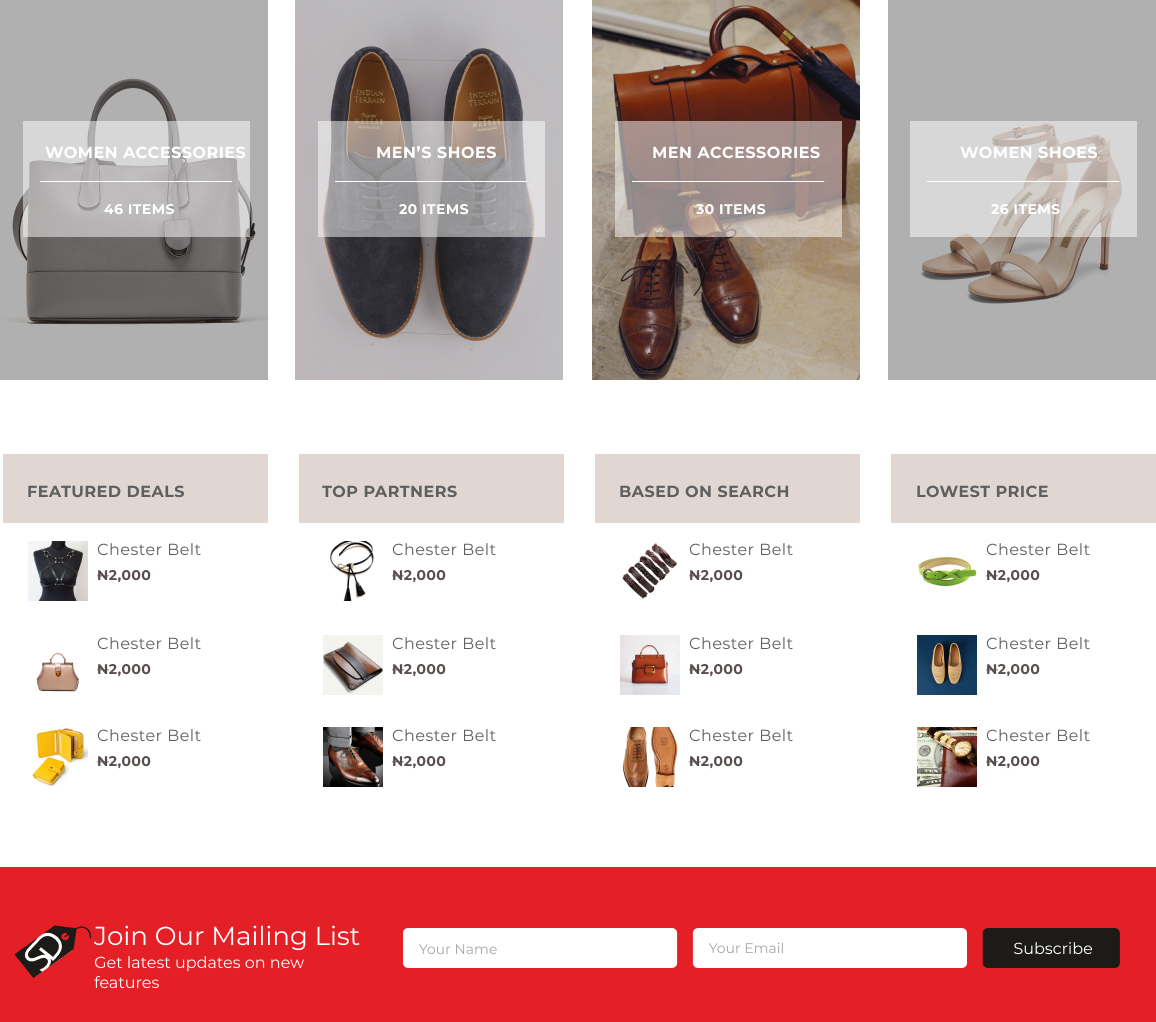 INDIAN
TERRAIN
INDIAN
TERRAIN
WOMEN ACCESSORIES
46 ITEMS
MEN’S SHOES
20 ITEMS
MEN ACCESSORIES
30 ITEMS
WOMEN SHOES
26 ITEMS
FEATURED DEALS
Chester Belt
₦2,000
Chester Belt
₦2,000
Chester Belt
₦2,000
TOP PARTNERS
Chester Belt
₦2,000
Chester Belt
₦2,000
Chester Belt
₦2,000
BASED ON SEARCH
Chester Belt
₦2,000
Chester Belt
₦2,000
Chester Belt
₦2,000
LOWEST PRICE
Chester Belt
₦2,000
Chester Belt
₦2,000
Chester Belt
₦2,000
Join Our Mailing List
Get latest updates on new
features
Your Name
Your Email
Subscribe